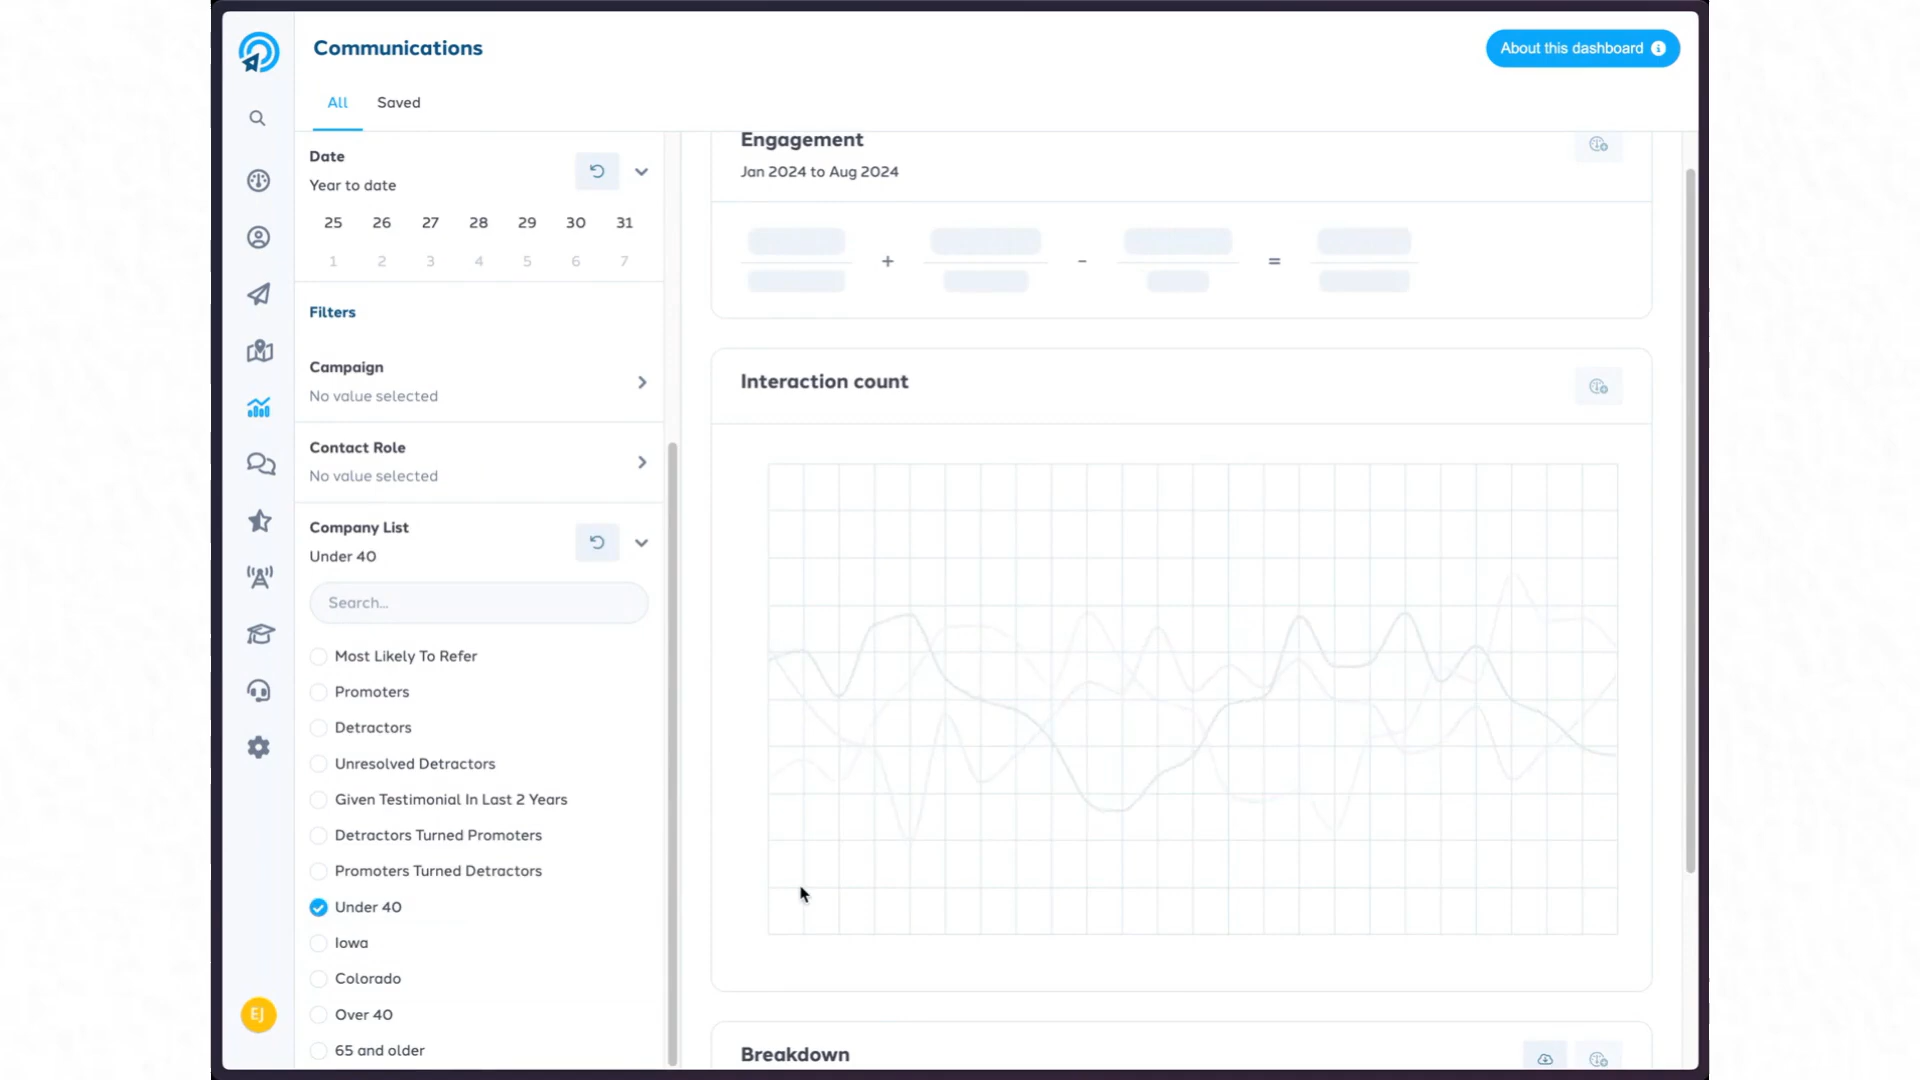 Communications
About this dashboard
All
Saved
Date
Year to date
25 26 27 28 29 30 31
1 2 3 4 5 6 7
Filters
Campaign
No value selected
Contact Role
No value selected
Company List
Under 40
Search...
Most Likely To Refer
Promoters
Detractors
Unresolved Detractors
Given Testimonial In Last 2 Years
Detractors Turned Promoters
Promoters Turned Detractors
Under 40
Iowa
Colorado
Over 40
65 and older
EJ
Engagement
Jan 2024 to Aug 2024
+ - =
Interaction count
Breakdown